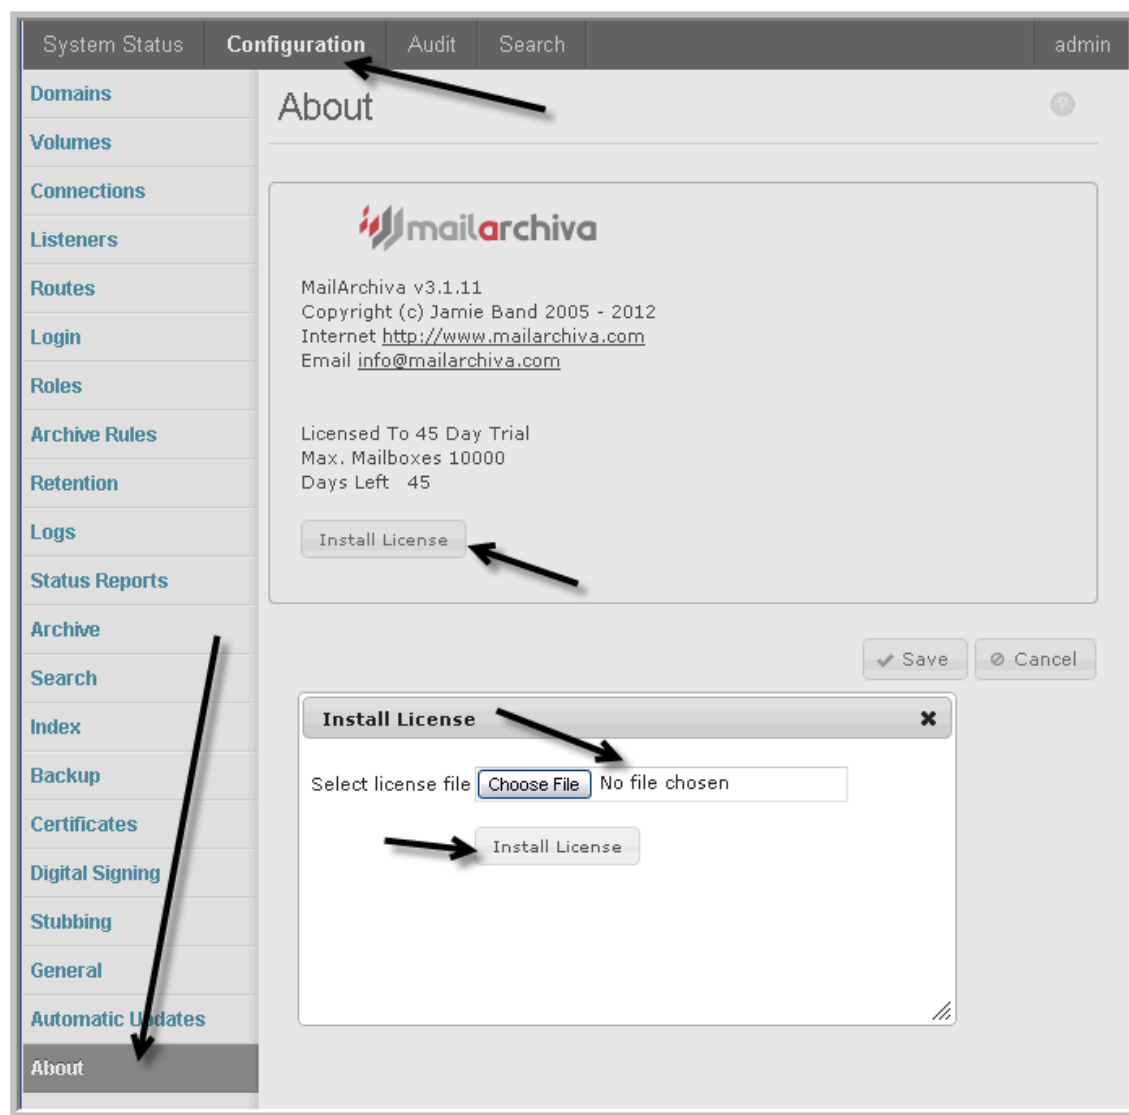 System Status Configuration Audit Search admin
Domains
Volumes
Connections
Listeners
Routes
Login
Roles
Archive Rules
Retention
Logs
Status Reports
Archive
Search
Index
Backup
Certificates
Digital Signing
Stubbing
General
Automatic Updates
About
About ?
mailarchiva
MailArchiva v3.1.11
Copyright (c) Jamie Band 2005 - 2012
Internet http://www.mailarchiva.com
Email info@mailarchiva.com
Licensed To 45 Day Trial
Max. Mailboxes 10000
Days Left 45
Install License
Save Cancel
Install License
Select license file Choose File No file chosen
Install License